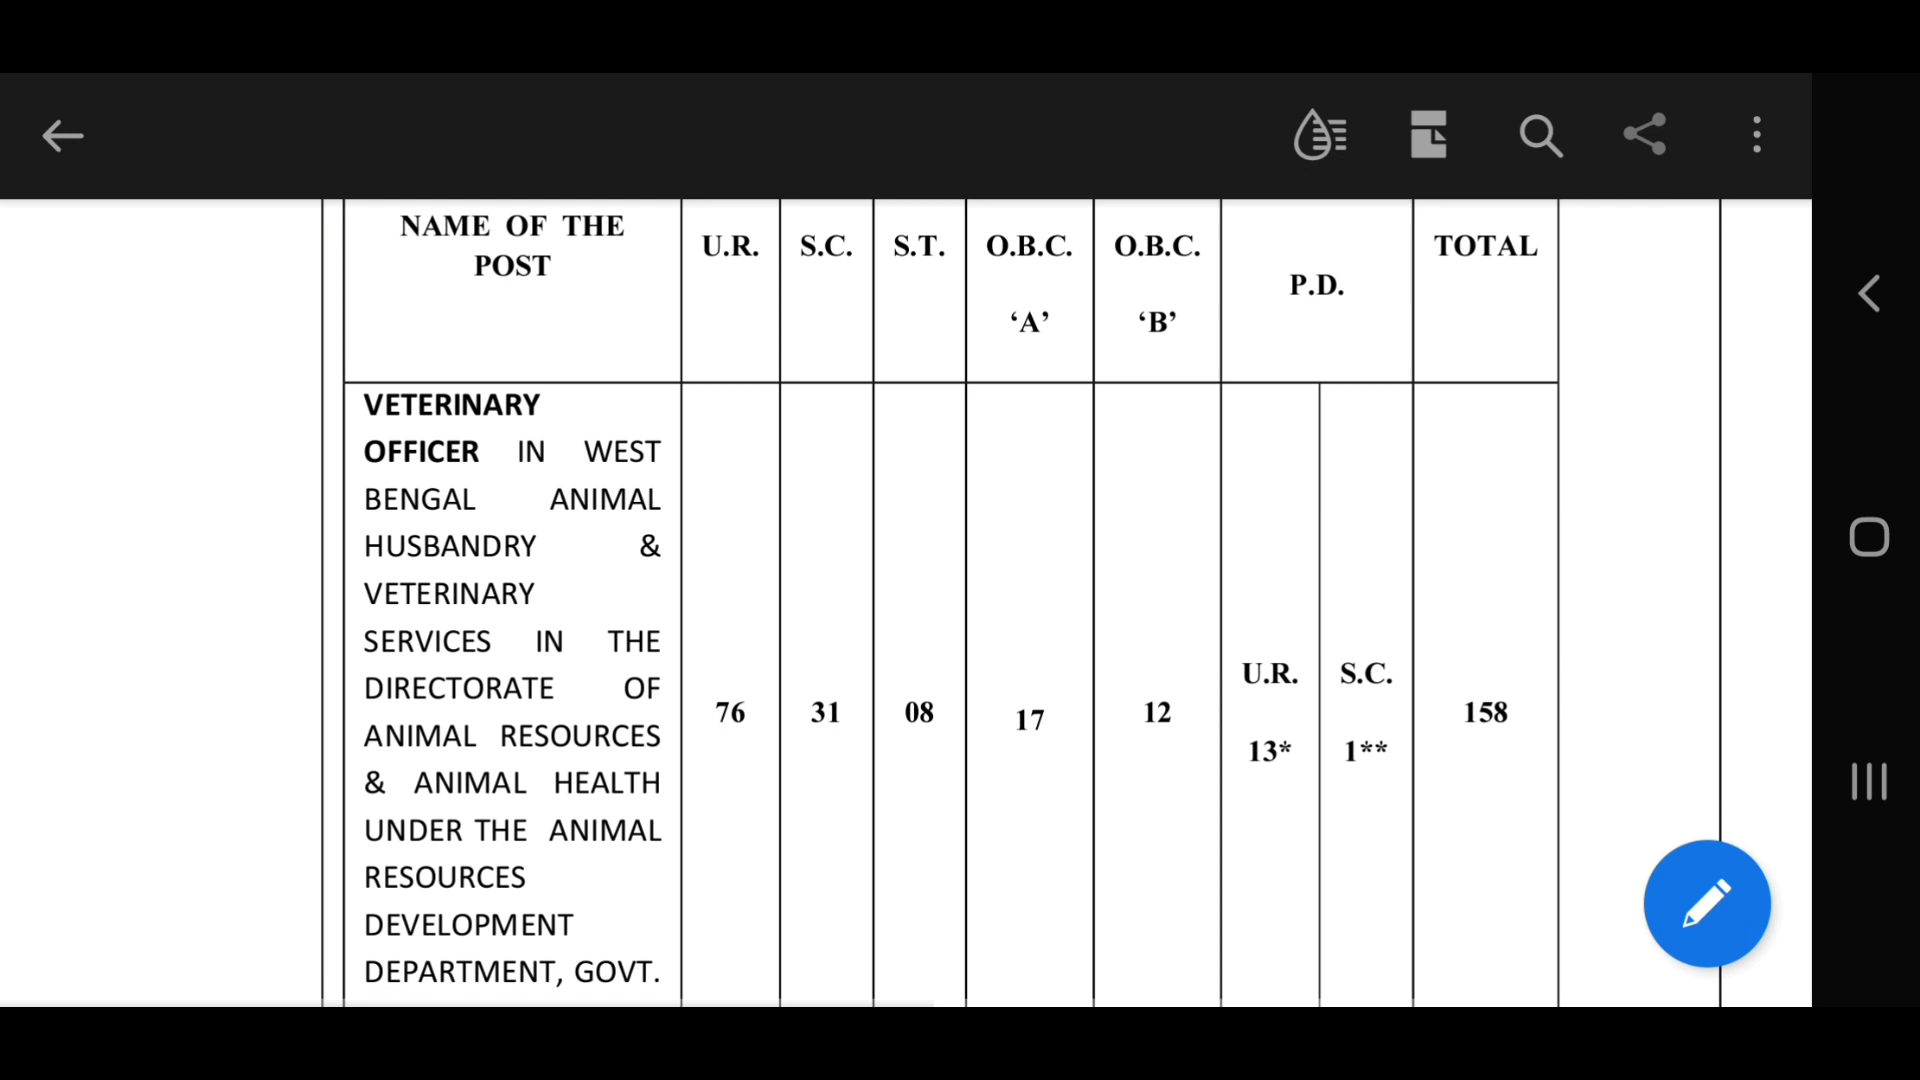 NAME OF THE
POST
U.R.
S.C.
S.T.
O.B.C.
‘A’
O.B.C.
‘B’
P.D.
TOTAL
VETERINARY
OFFICER IN WEST
BENGAL ANIMAL
HUSBANDRY &
VETERINARY
SERVICES IN THE
DIRECTORATE OF
ANIMAL RESOURCES
& ANIMAL HEALTH
UNDER THE ANIMAL
RESOURCES
DEVELOPMENT
DEPARTMENT, GOVT.
76
31
08
17
12
U.R.
13*
S.C.
1**
158